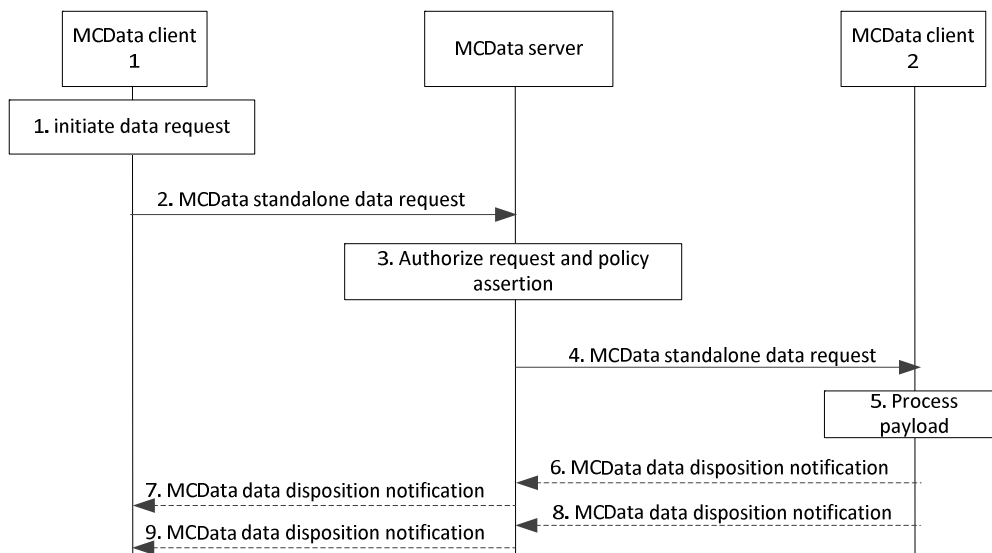 MCData client
1
MCData server
MCData client
2
1. initiate data request
2. MCData standalone data request
3. Authorize request and policy
assertion
4. MCData standalone data request
5. Process
payload
6. MCData data disposition notification
7. MCData data disposition notification
8. MCData data disposition notification
9. MCData data disposition notification